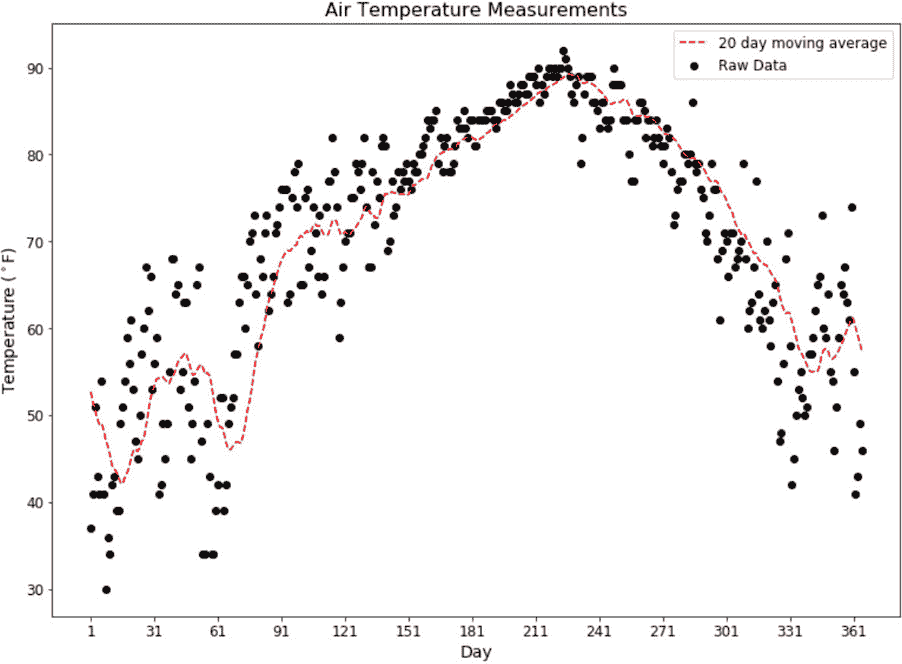 Air Temperature Measurements
20 day moving average
Raw Data
Temperature (°F)
90
80
70
60
50
40
30
1 31 61 91 121 151 181 211 241 271 301 331 361
Day